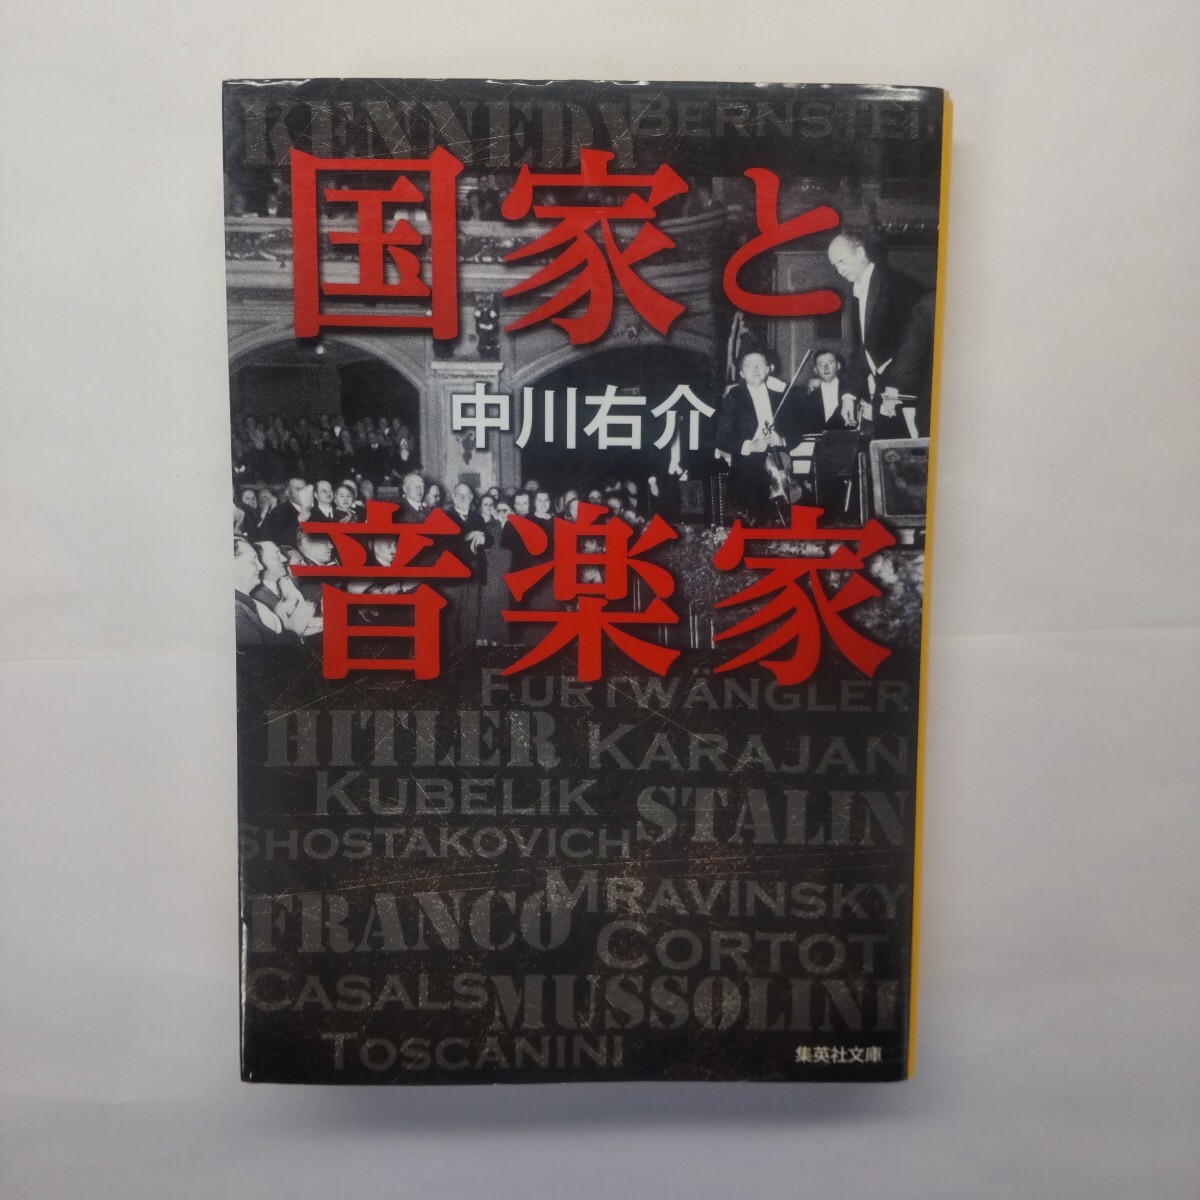 KENNEDY
BERNSTEIN
国家と
中川右介
音楽家
FURTWÄNGLER
HITLER
KARAJAN
KUBELIK
STALIN
SHOSTAKOVICH
MRAVINSKY
FRANCO
CORTOT
CASALS
MUSSOLINI
TOSCANINI
集英社文庫